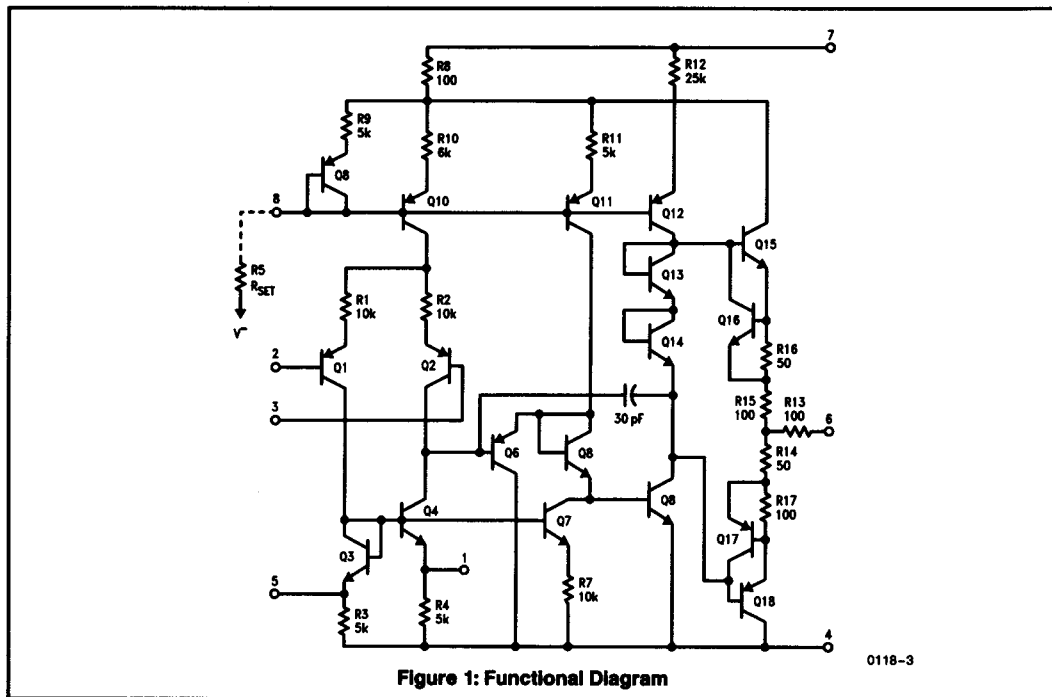 7
R8
100
R12
25k
R9
5k
R10
6k
R11
5k
Q8
8
Q10
Q11
Q12
Q15
R5
RSET
V−
Q13
R1
10k
R2
10k
Q16
Q14
R16
50
2
Q1
Q2
3
30 pF
R15
100
R13
100
6
R14
50
Q6
Q8
R17
100
Q4
Q7
Q8
Q17
Q3
1
R7
10k
5
R3
5k
R4
5k
Q18
4
0118-3
Figure 1: Functional Diagram